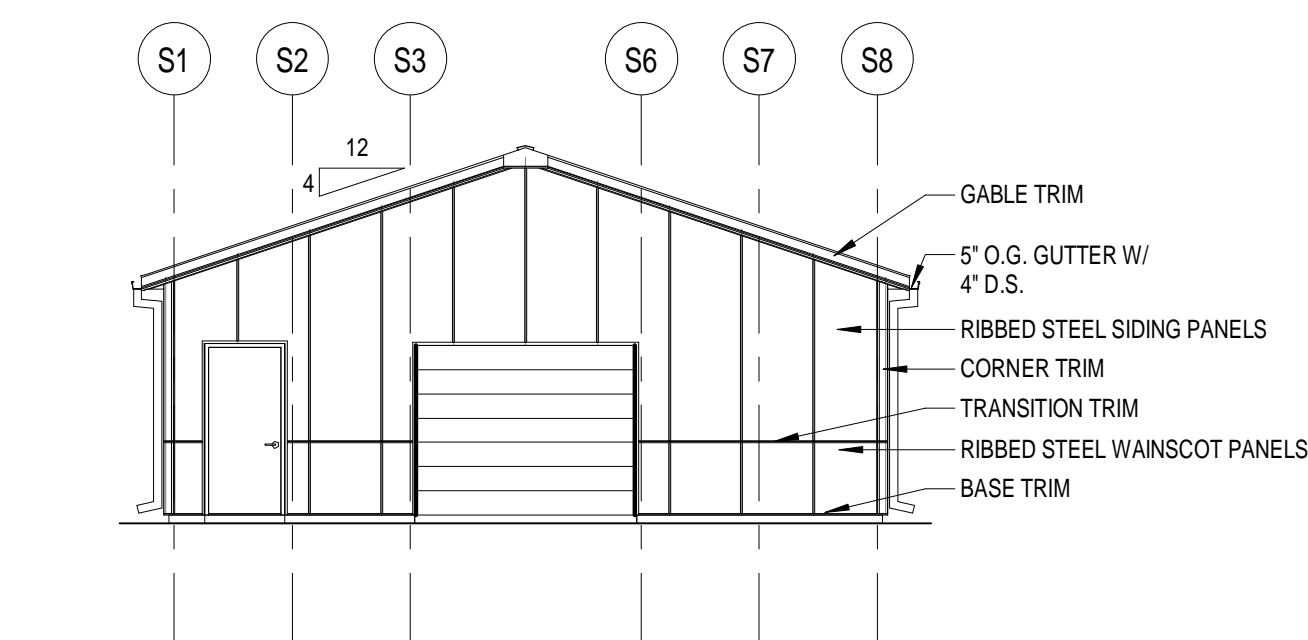 S1 S2 S3 S6 S7 S8
12
4
GABLE TRIM
5" O.G. GUTTER W/
4" D.S.
RIBBED STEEL SIDING PANELS
CORNER TRIM
TRANSITION TRIM
RIBBED STEEL WAINSCOT PANELS
BASE TRIM